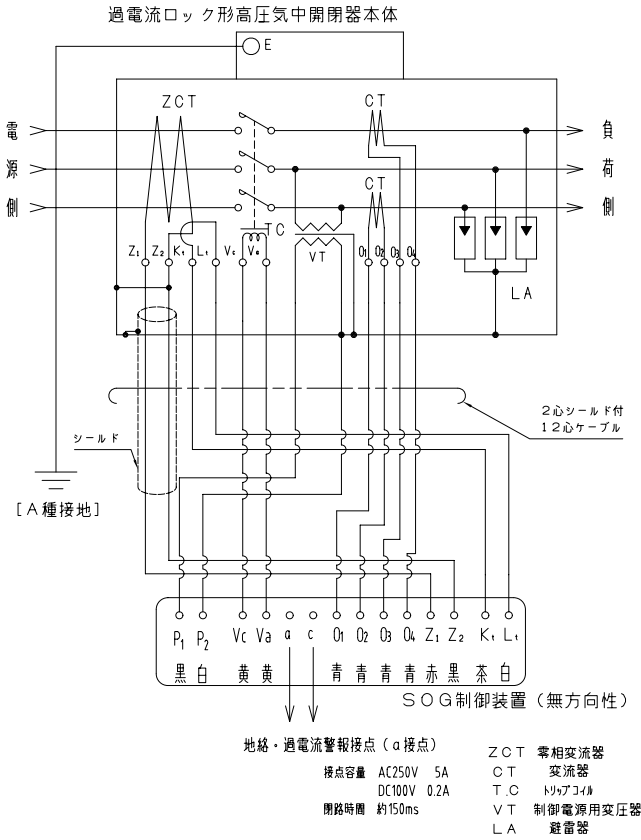 過電流ロック形高圧気中開閉器本体
E
ZCT
CT
電
源
側
負
荷
側
CT
TC
VT
Z₁ Z₂ Kt Lt Vc Va O₁ O₂ O₃ O₄
LA
シールド
2心シールド付
12心ケーブル
[A種接地]
P₁ P₂ Vc Va a c O₁ O₂ O₃ O₄ Z₁ Z₂ Kt Lt
黒 白 黄 黄 青 青 青 青 赤 黒 茶 白
SOG制御装置(無方向性)
地絡・過電流警報接点(a接点)
接点容量 AC250V 5A
DC100V 0.2A
閉路時間 約150ms
ZCT 零相変流器
CT 変流器
T.C トリップコイル
VT 制御電源用変圧器
LA 避雷器